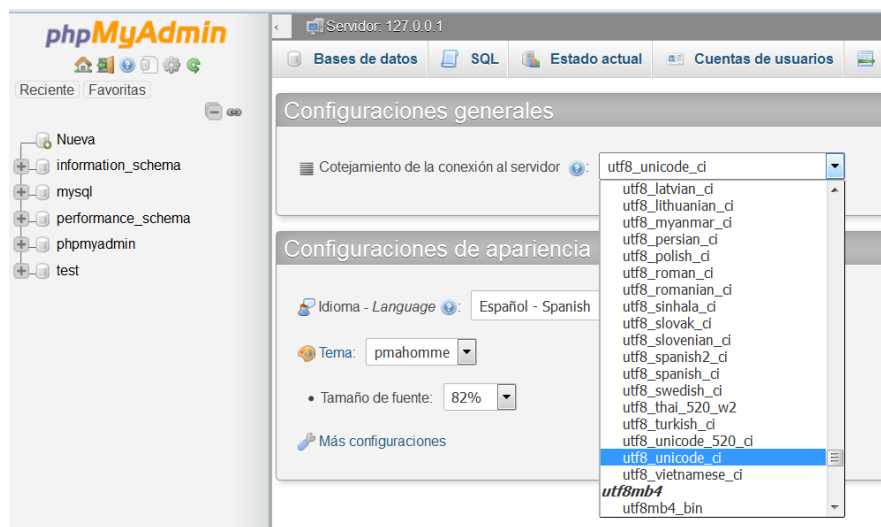 phpMyAdmin
Reciente Favoritas
Nueva
information_schema
mysql
performance_schema
phpmyadmin
test
Servidor: 127.0.0.1
Bases de datos SQL Estado actual Cuentas de usuarios
Configuraciones generales
Cotejamiento de la conexión al servidor : utf8_unicode_ci
utf8_latvian_ci
utf8_lithuanian_ci
utf8_myanmar_ci
utf8_persian_ci
utf8_polish_ci
utf8_roman_ci
utf8_romanian_ci
utf8_sinhala_ci
utf8_slovak_ci
utf8_slovenian_ci
utf8_spanish2_ci
utf8_spanish_ci
utf8_swedish_ci
utf8_thai_520_w2
utf8_turkish_ci
utf8_unicode_520_ci
utf8_unicode_ci
utf8_vietnamese_ci
utf8mb4
utf8mb4_bin
Configuraciones de apariencia
Idioma - Language : Español - Spanish
Tema: pmahomme
• Tamaño de fuente: 82%
Más configuraciones